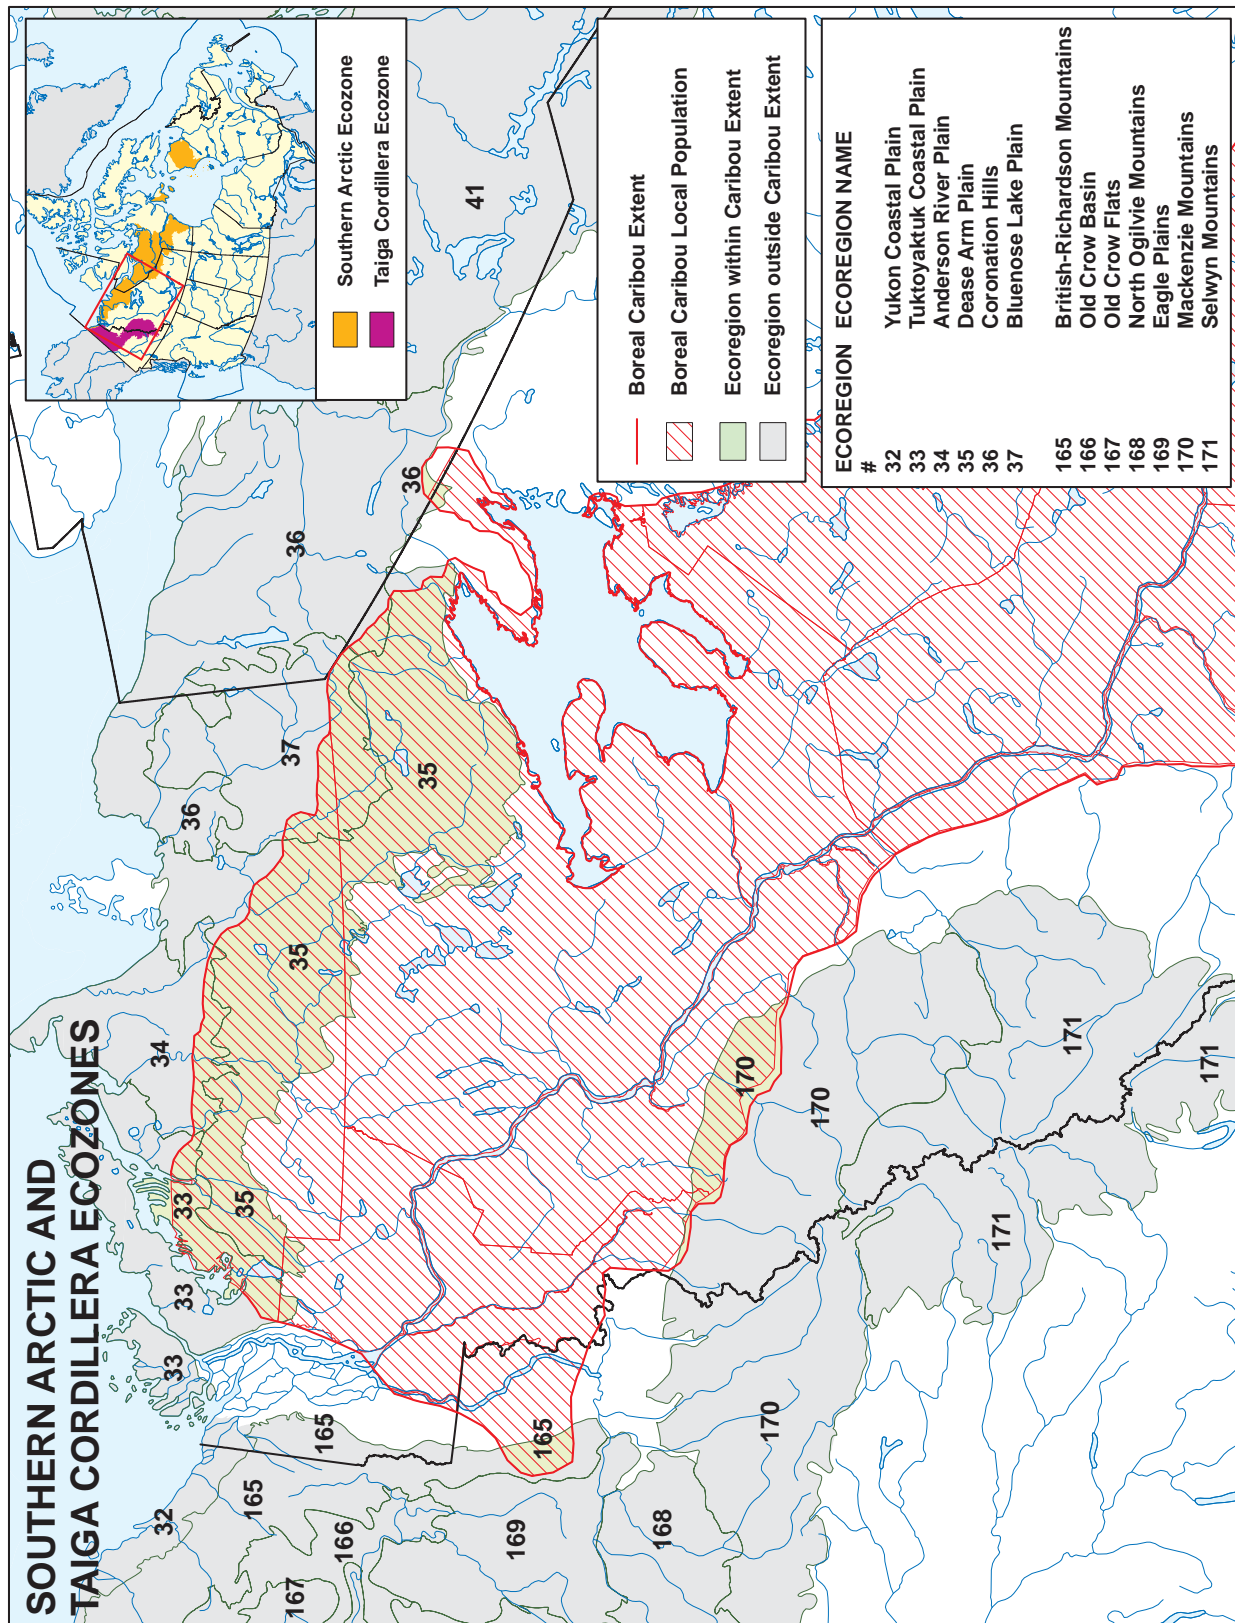 SOUTHERN ARCTIC AND
TAIGA CORDILLERA ECOZONES
Southern Arctic Ecozone
Taiga Cordillera Ecozone
Boreal Caribou Extent
Boreal Caribou Local Population
Ecoregion within Caribou Extent
Ecoregion outside Caribou Extent
ECOREGION ECOREGION NAME
#
32 Yukon Coastal Plain
33 Tuktoyaktuk Coastal Plain
34 Anderson River Plain
35 Dease Arm Plain
36 Coronation Hills
37 Bluenose Lake Plain
165 British-Richardson Mountains
166 Old Crow Basin
167 Old Crow Flats
168 North Ogilvie Mountains
169 Eagle Plains
170 Mackenzie Mountains
171 Selwyn Mountains
32
33
33
33
34
36
37
36
36
41
35
35
35
165
165
165
166
167
168
169
170
170
170
171
171
171